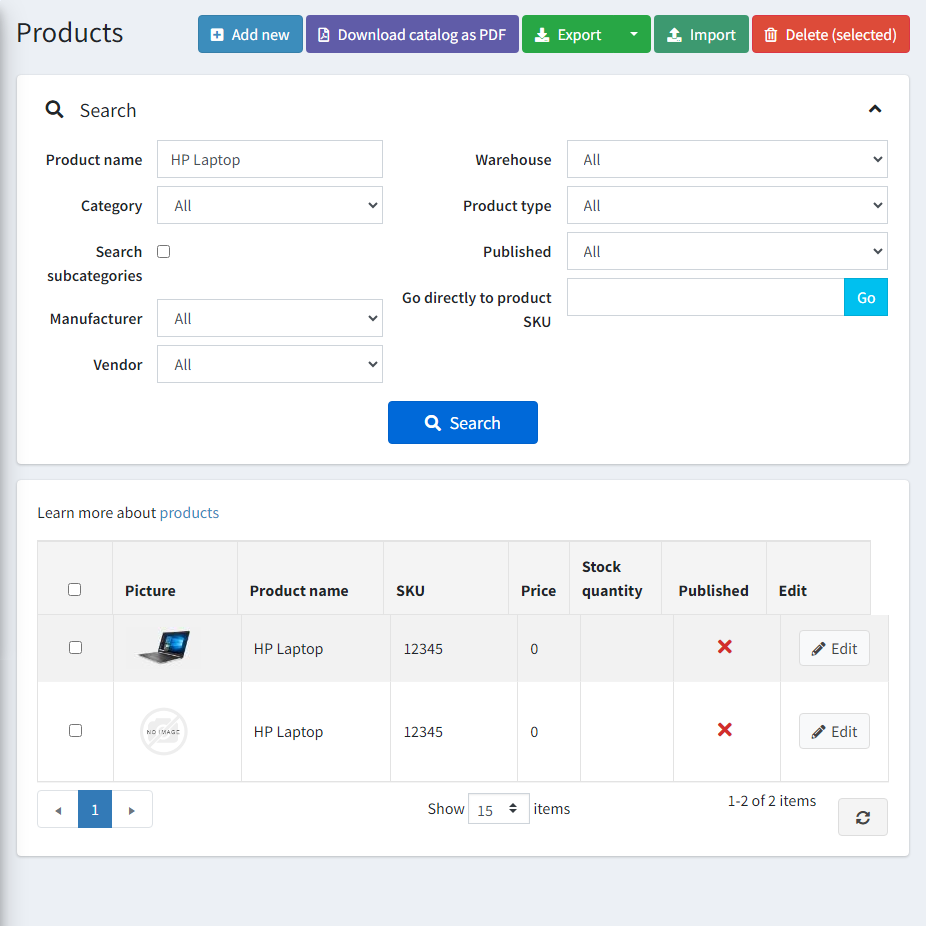 Products
Add new
Download catalog as PDF
Export
Import
Delete (selected)
Search
Product name
HP Laptop
Category
All
Search
subcategories
Manufacturer
All
Vendor
All
Warehouse
All
Product type
All
Published
All
Go directly to product
SKU
Go
Search
Learn more about products
Picture
Product name
SKU
Price
Stock
quantity
Published
Edit
HP Laptop
12345
0
Edit
NO IMAGE
HP Laptop
12345
0
Edit
1
Show 15 items
1-2 of 2 items